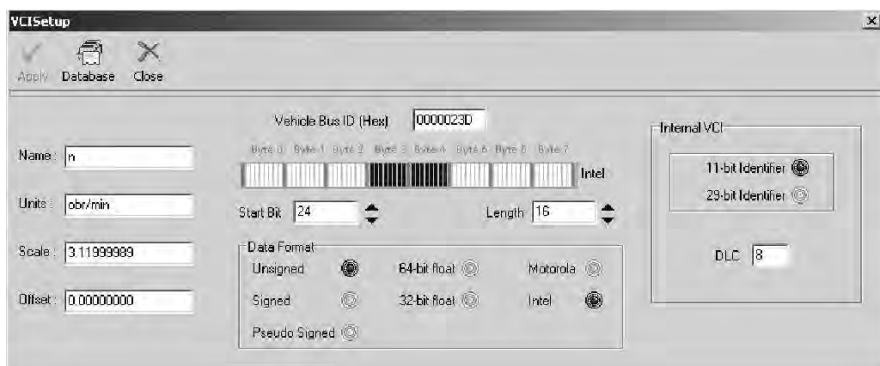 VCISetup
Apply Database Close
Vehicle Bus ID (Hex) 0000023D
Byte 0 Byte 1 Byte 2 Byte 3 Byte 4 Byte 5 Byte 6 Byte 7
Intel
Name : n
Units : obr/min
Scale : 3.11999989
Offset : 0.00000000
Start Bit 24
Length 16
Data Format
Unsigned 64-bit float Motorola
Signed 32-bit float Intel
Pseudo Signed
Internal VCI
11-bit Identifier
29-bit Identifier
DLC 8